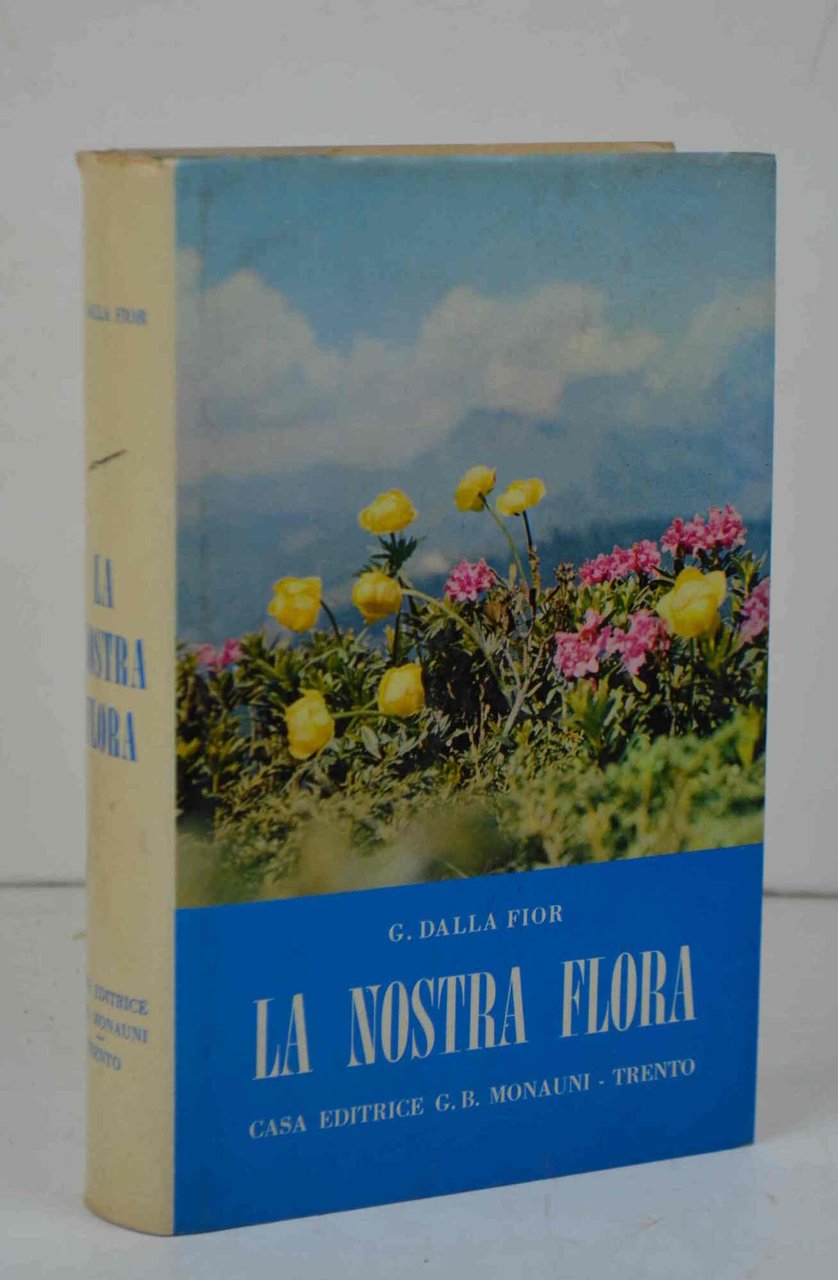 DALLA FIOR
LA
NOSTRA
FLORA
EDITRICE
MONAUNI
TRENTO
G. DALLA FIOR
LA NOSTRA FLORA
CASA EDITRICE G. B. MONAUNI - TRENTO